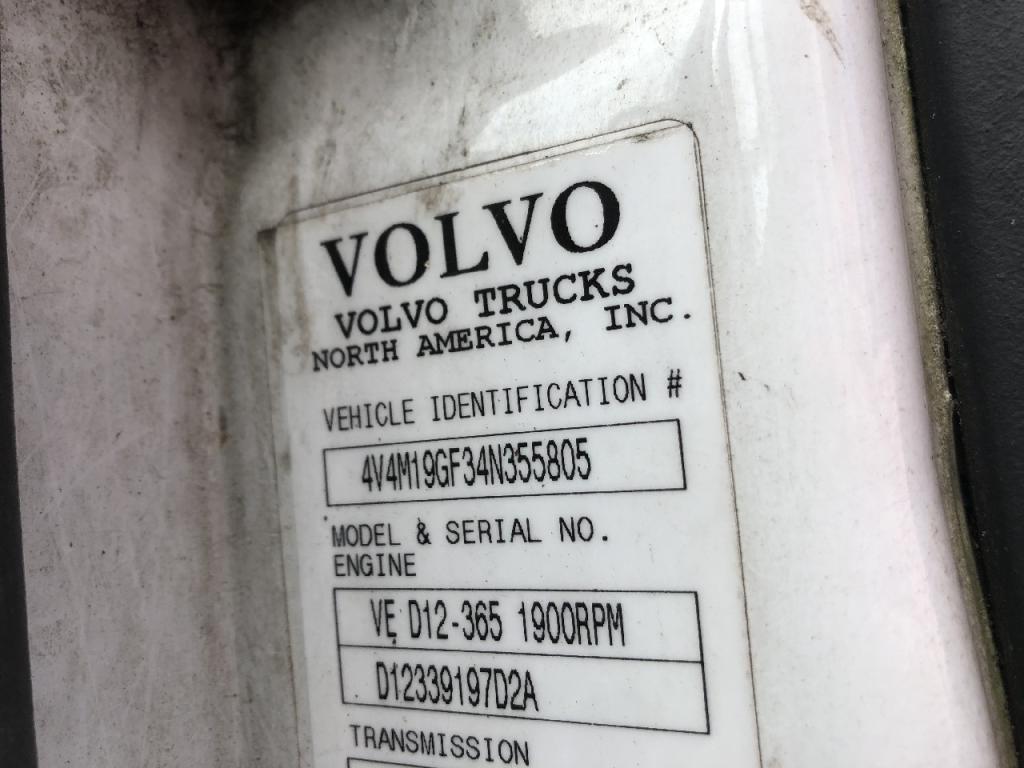 VOLVO
VOLVO TRUCKS
NORTH AMERICA, INC.
VEHICLE IDENTIFICATION #
4V4M19GF34N355805
MODEL & SERIAL NO.
ENGINE
VE D12-365 1900RPM
D12339197D2A
TRANSMISSION